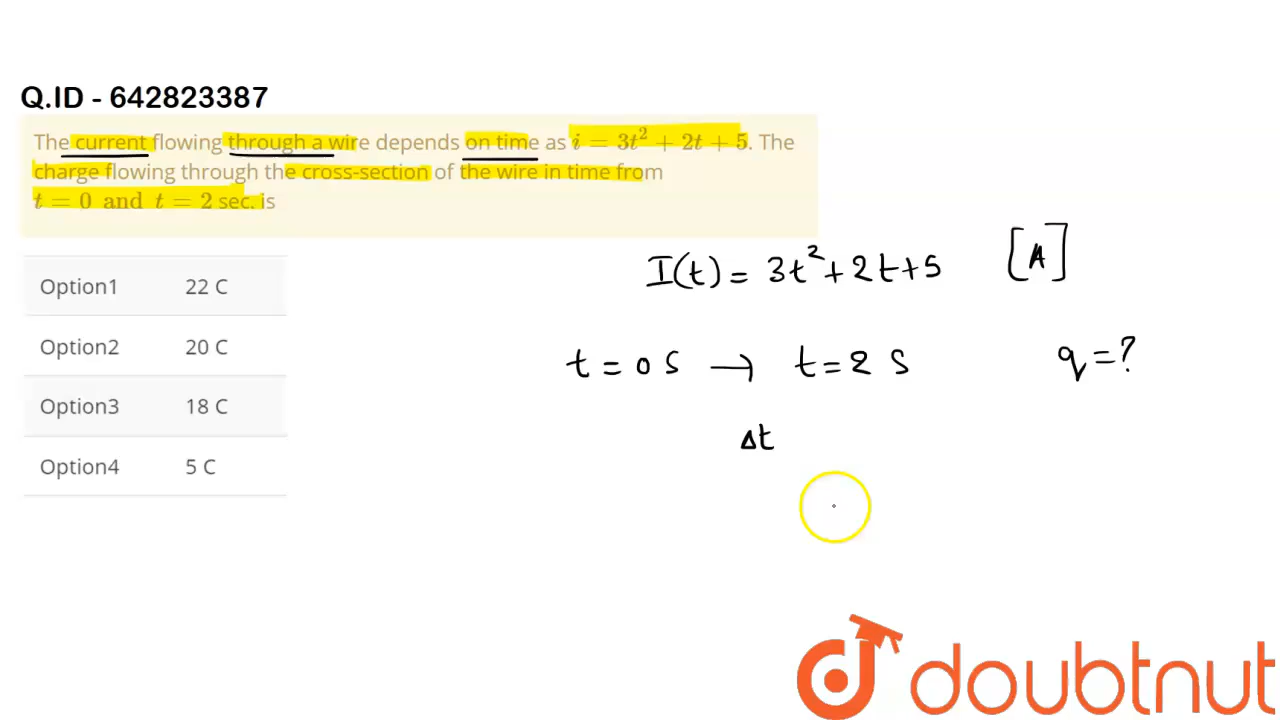 Q.ID - 642823387
The current flowing through a wire depends on time as i = 3t² + 2t + 5. The
charge flowing through the cross-section of the wire in time from
t = 0 and t = 2 sec. is
I(t) = 3t² + 2t + 5 [A]
Option1 22 C
Option2 20 C
t = 0 S → t = 2 S q = ?
Option3 18 C
Δt
Option4 5 C
doubtnut